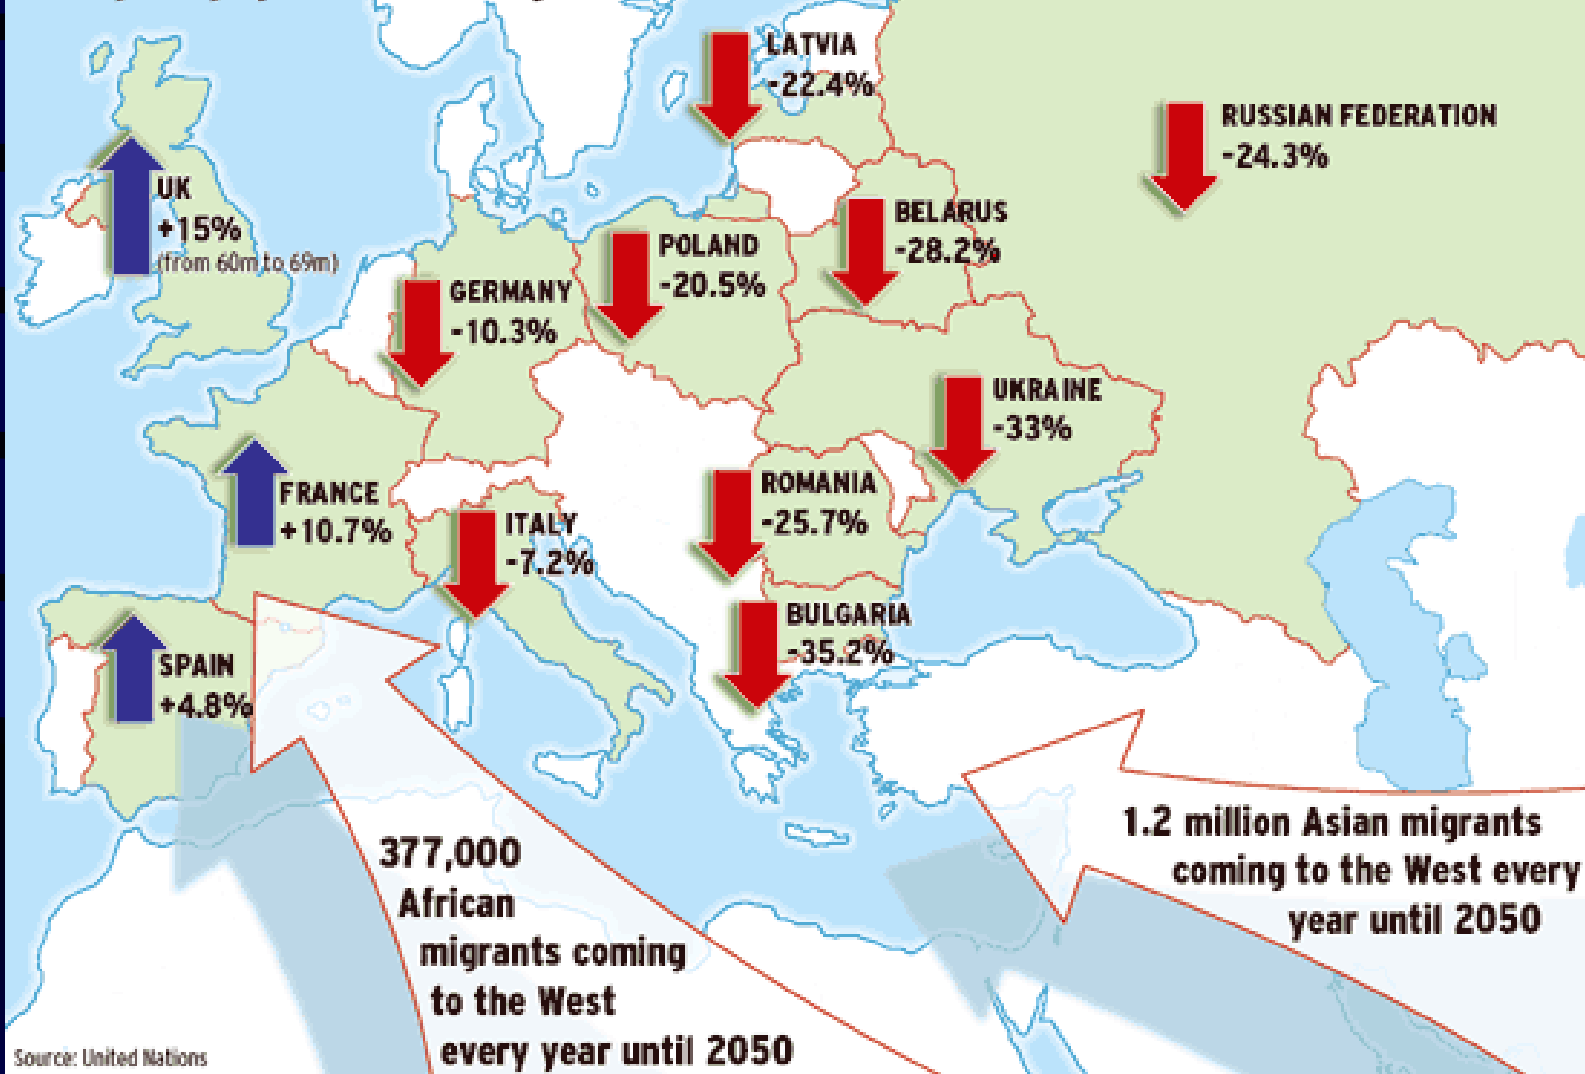 LATVIA
-22.4%
RUSSIAN FEDERATION
-24.3%
UK
+15%
(from 60m to 69m)
BELARUS
-28.2%
POLAND
-20.5%
GERMANY
-10.3%
UKRAINE
-33%
FRANCE
+10.7%
ITALY
-7.2%
ROMANIA
-25.7%
BULGARIA
-35.2%
SPAIN
+4.8%
377,000
African
migrants coming
to the West
every year until 2050
1.2 million Asian migrants
coming to the West every
year until 2050
Source: United Nations